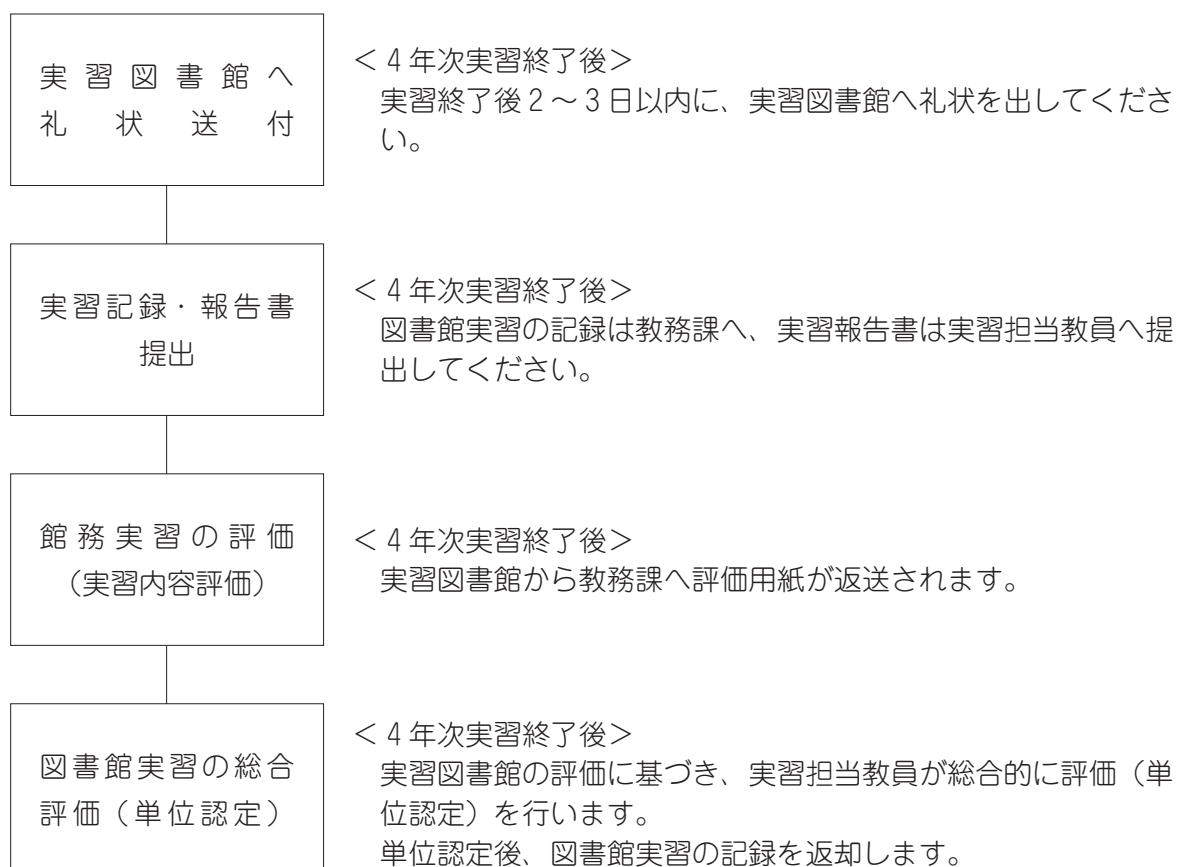 実習図書館へ
礼状送付
＜4年次実習終了後＞
実習終了後2～3日以内に、実習図書館へ礼状を出してくださ
い。
実習記録・報告書
提出
＜4年次実習終了後＞
図書館実習の記録は教務課へ、実習報告書は実習担当教員へ提
出してください。
館務実習の評価
（実習内容評価）
＜4年次実習終了後＞
実習図書館から教務課へ評価用紙が返送されます。
図書館実習の総合
評価（単位認定）
＜4年次実習終了後＞
実習図書館の評価に基づき、実習担当教員が総合的に評価（単
位認定）を行います。
単位認定後、図書館実習の記録を返却します。